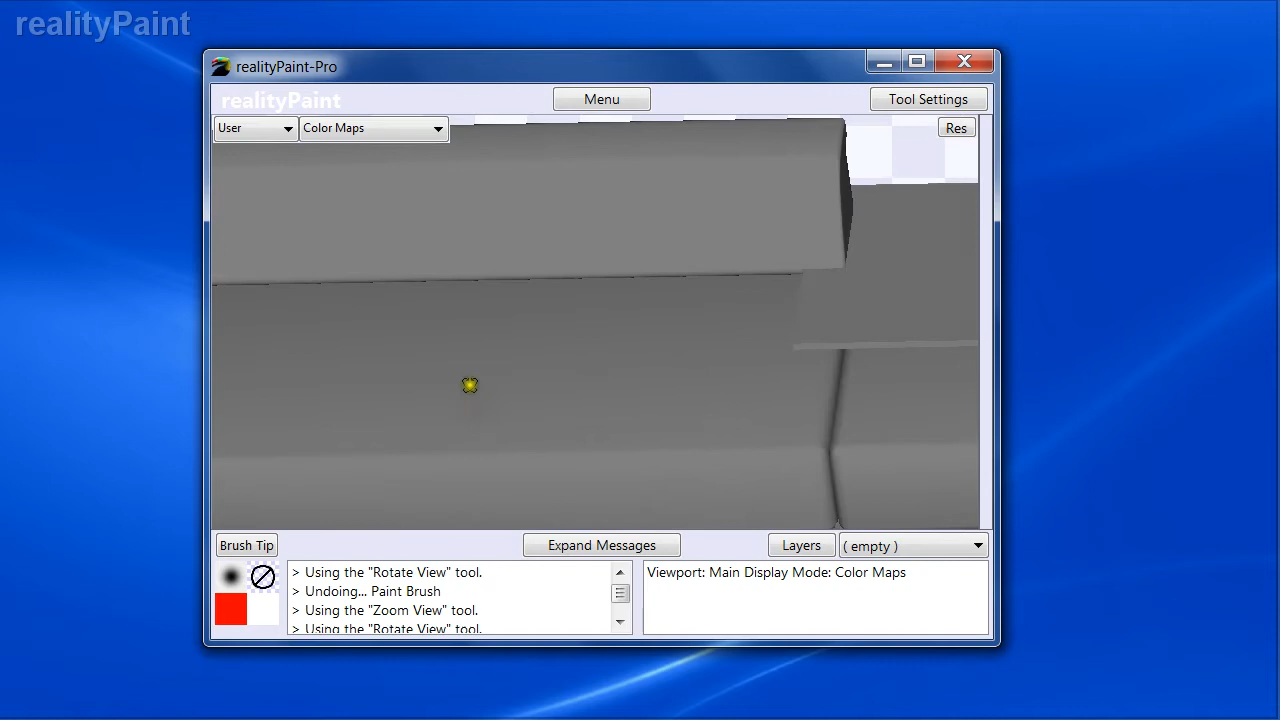 realityPaint
realityPaint-Pro
realityPaint
Menu
Tool Settings
User
Color Maps
Res
Brush Tip
Expand Messages
Layers
( empty )
> Using the "Rotate View" tool.
> Undoing... Paint Brush
> Using the "Zoom View" tool.
> Using the "Rotate View" tool.
Viewport: Main Display Mode: Color Maps